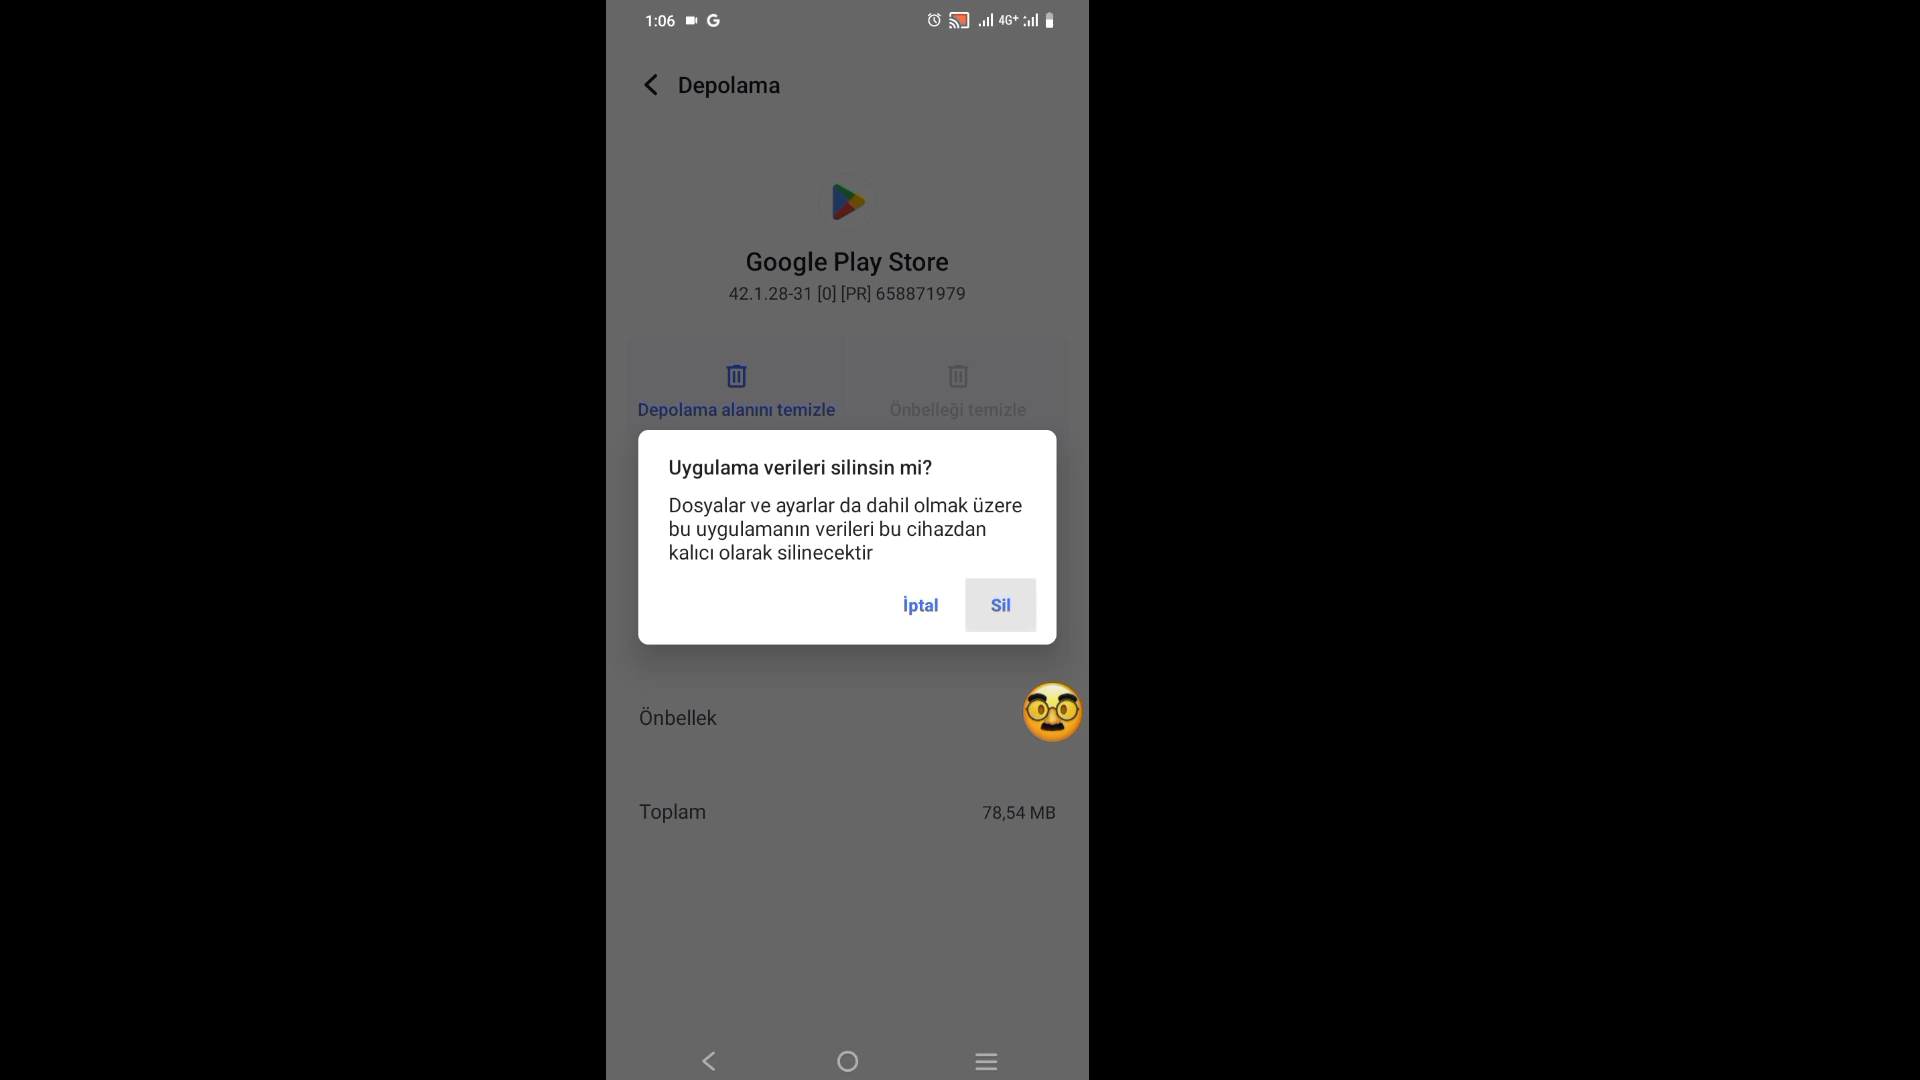 1:06
4G+
Depolama
Google Play Store
42.1.28-31 [0] [PR] 658871979
Depolama alanını temizle
Önbelleği temizle
Uygulama verileri silinsin mi?
Dosyalar ve ayarlar da dahil olmak üzere
bu uygulamanın verileri bu cihazdan
kalıcı olarak silinecektir
İptal
Sil
Önbellek
Toplam
78,54 MB